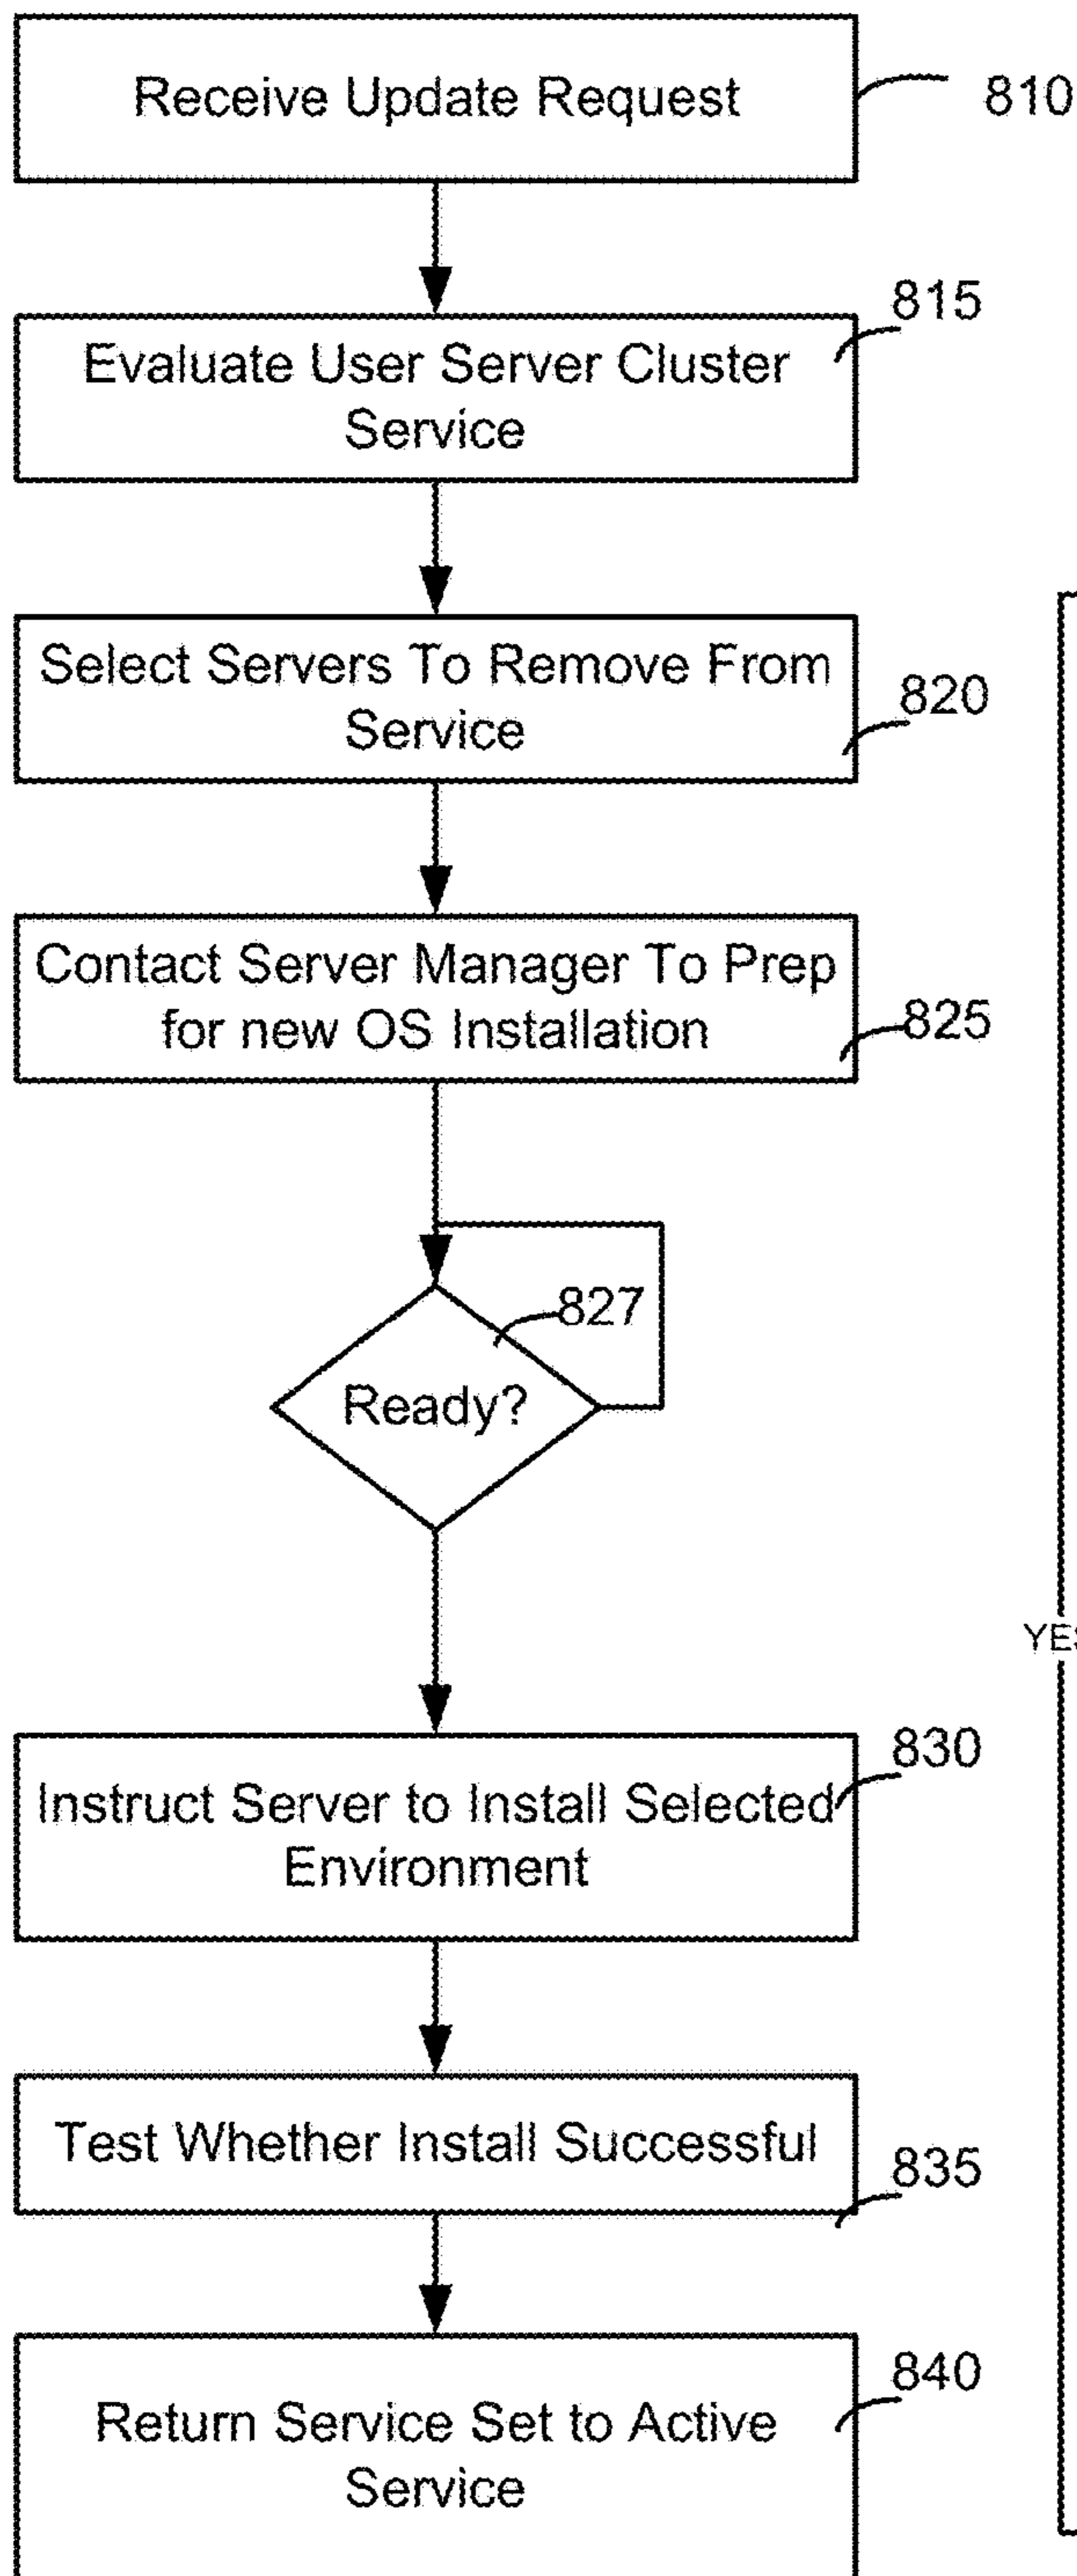 Receive Update Request
810
815
Evaluate User Server Cluster
Service
Select Servers To Remove From
Service
820
Contact Server Manager To Prep
for new OS Installation
825
827
Ready?
YES
830
Instruct Server to Install Selected
Environment
Test Whether Install Successful
835
840
Return Service Set to Active
Service